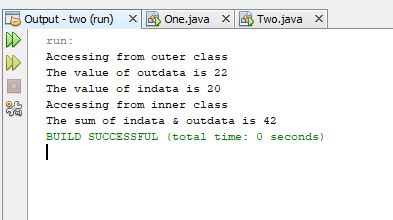 Output - two (run) One.java Two.java
run:
Accessing from outer class
The value of outdata is 22
The value of indata is 20
Accessing from inner class
The sum of indata & outdata is 42
BUILD SUCCESSFUL (total time: 0 seconds)